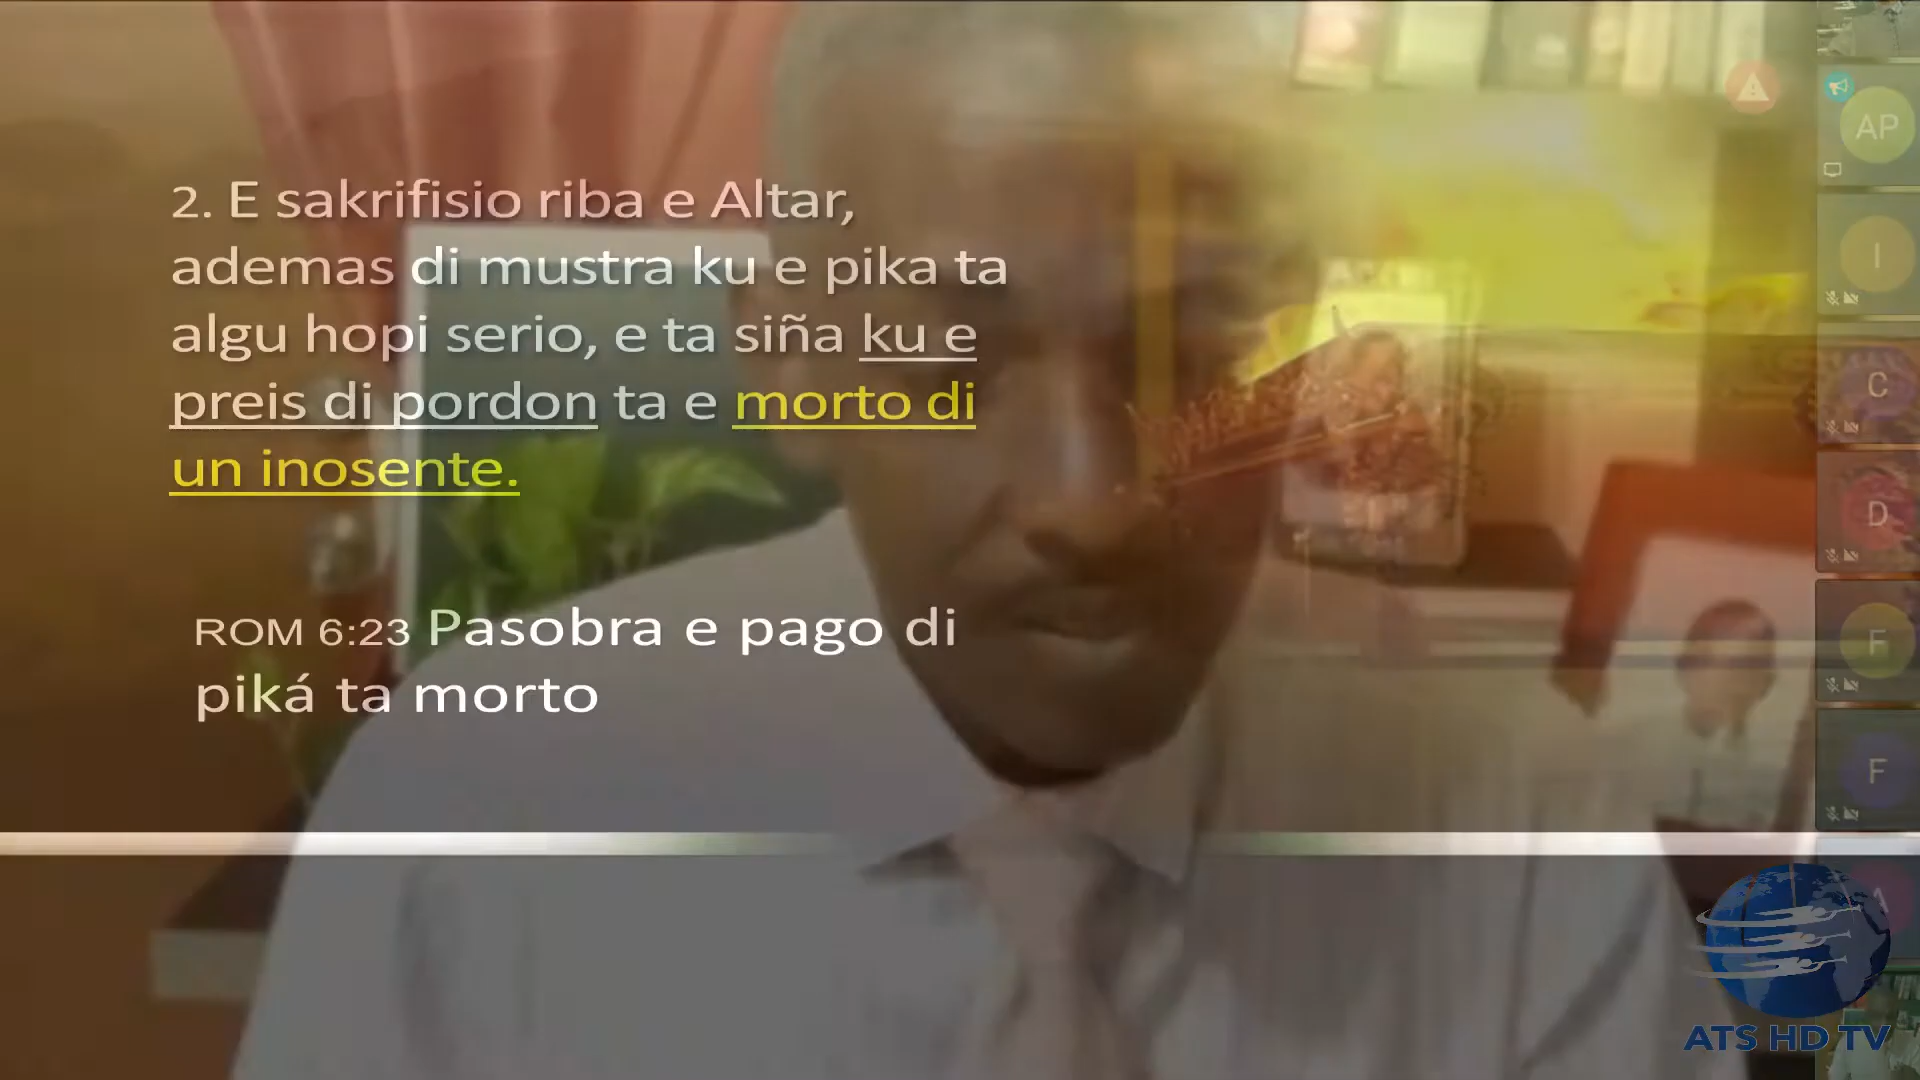 2. E sakrifisio riba e Altar,
ademas di mustra ku e pika ta
algu hopi serio, e ta siña ku e
preis di pordon ta e morto di
un inosente.
ROM 6:23 Pasobra e pago di
piká ta morto
AP
I
C
D
F
F
A
ATS HD TV